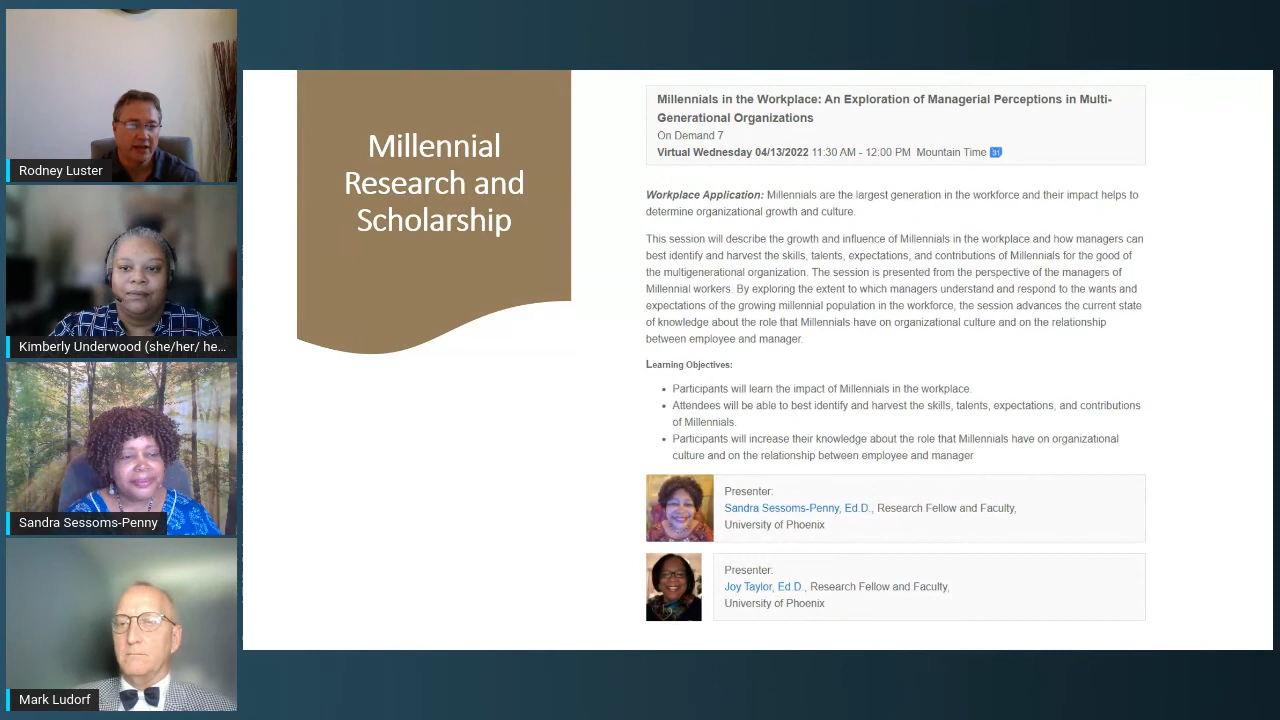 Rodney Luster
Kimberly Underwood (she/her/ he...
Sandra Sessoms-Penny
Mark Ludorf
Millennial
Research and
Scholarship
Millennials in the Workplace: An Exploration of Managerial Perceptions in Multi-
Generational Organizations
On Demand 7
Virtual Wednesday 04/13/2022 11:30 AM - 12:00 PM Mountain Time 31
Workplace Application: Millennials are the largest generation in the workforce and their impact helps to
determine organizational growth and culture.
This session will describe the growth and influence of Millennials in the workplace and how managers can
best identify and harvest the skills, talents, expectations, and contributions of Millennials for the good of
the multigenerational organization. The session is presented from the perspective of the managers of
Millennial workers. By exploring the extent to which managers understand and respond to the wants and
expectations of the growing millennial population in the workforce, the session advances the current state
of knowledge about the role that Millennials have on organizational culture and on the relationship
between employee and manager.
Learning Objectives:
• Participants will learn the impact of Millennials in the workplace.
• Attendees will be able to best identify and harvest the skills, talents, expectations, and contributions
of Millennials.
• Participants will increase their knowledge about the role that Millennials have on organizational
culture and on the relationship between employee and manager
Presenter:
Sandra Sessoms-Penny, Ed.D., Research Fellow and Faculty,
University of Phoenix
Presenter:
Joy Taylor, Ed.D., Research Fellow and Faculty,
University of Phoenix